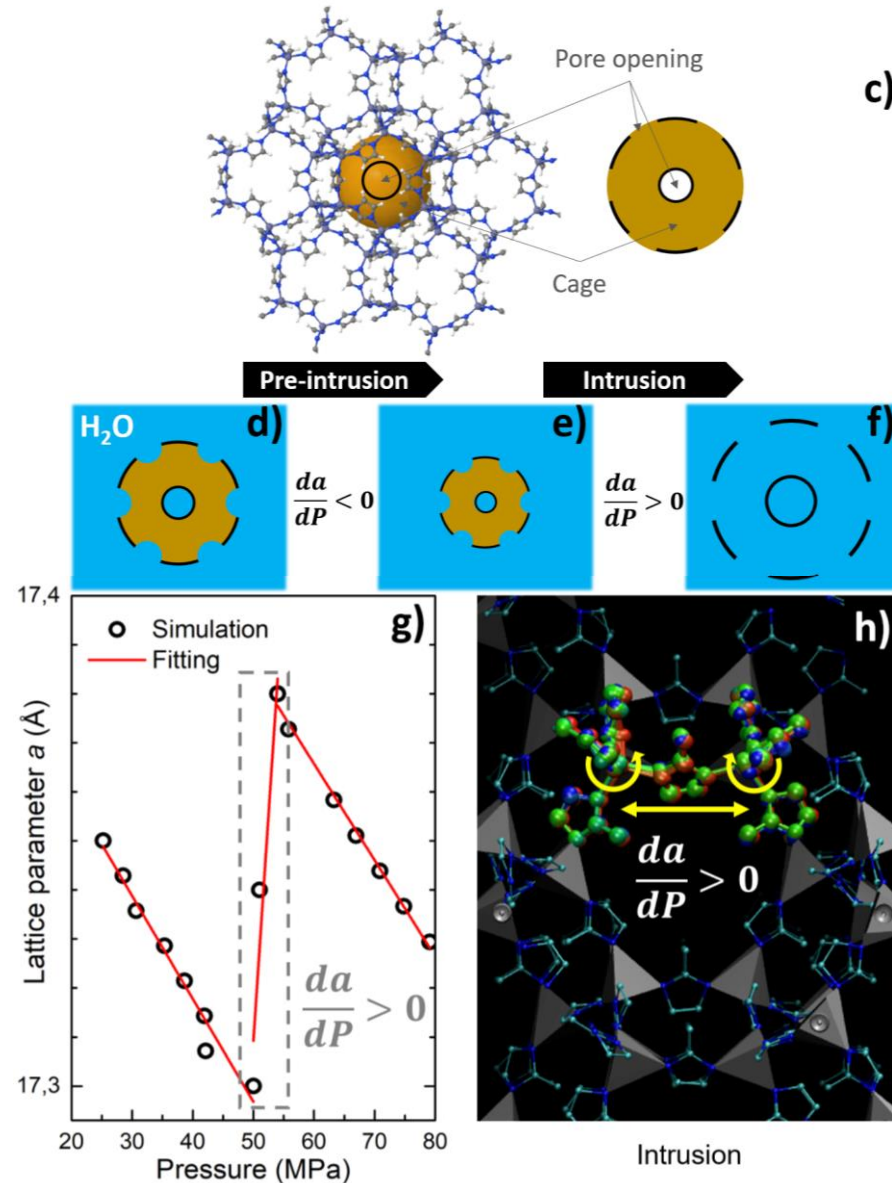 Pore opening
c)
Cage
Pre-intrusion
Intrusion
H₂O
d)
da/dP < 0
e)
da/dP > 0
f)
17,4
g)
Simulation
Fitting
Lattice parameter a (Å)
da/dP > 0
17,3
20 30 40 50 60 70 80
Pressure (MPa)
h)
da/dP > 0
Intrusion